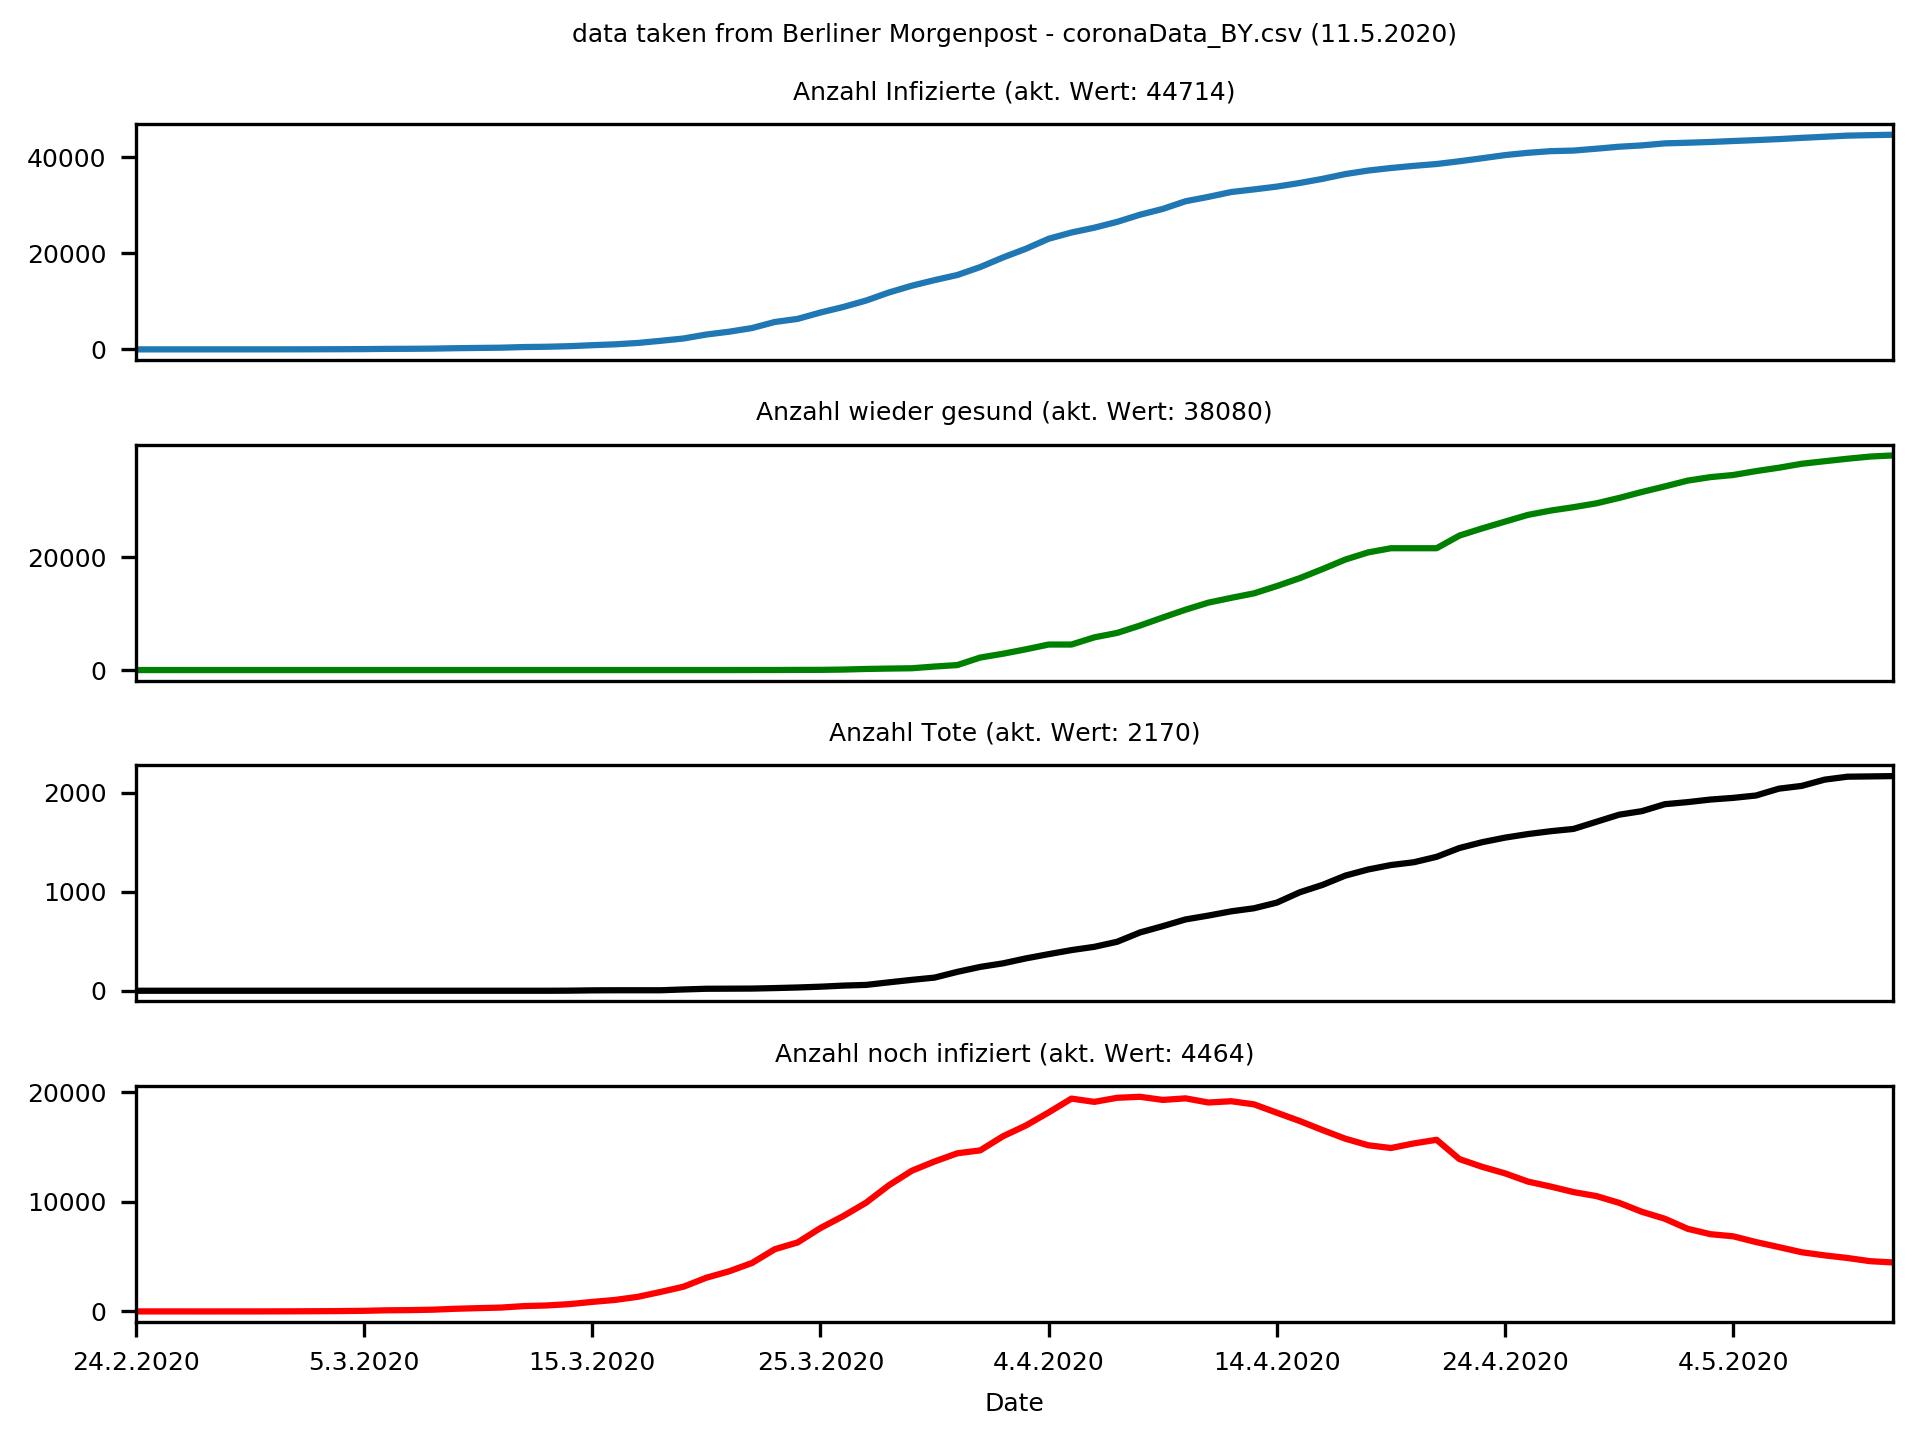 data taken from Berliner Morgenpost - coronaData_BY.csv (11.5.2020)
Anzahl Infizierte (akt. Wert: 44714)
40000
20000
0
Anzahl wieder gesund (akt. Wert: 38080)
20000
0
Anzahl Tote (akt. Wert: 2170)
2000
1000
0
Anzahl noch infiziert (akt. Wert: 4464)
20000
10000
0
24.2.2020 5.3.2020 15.3.2020 25.3.2020 4.4.2020 14.4.2020 24.4.2020 4.5.2020
Date